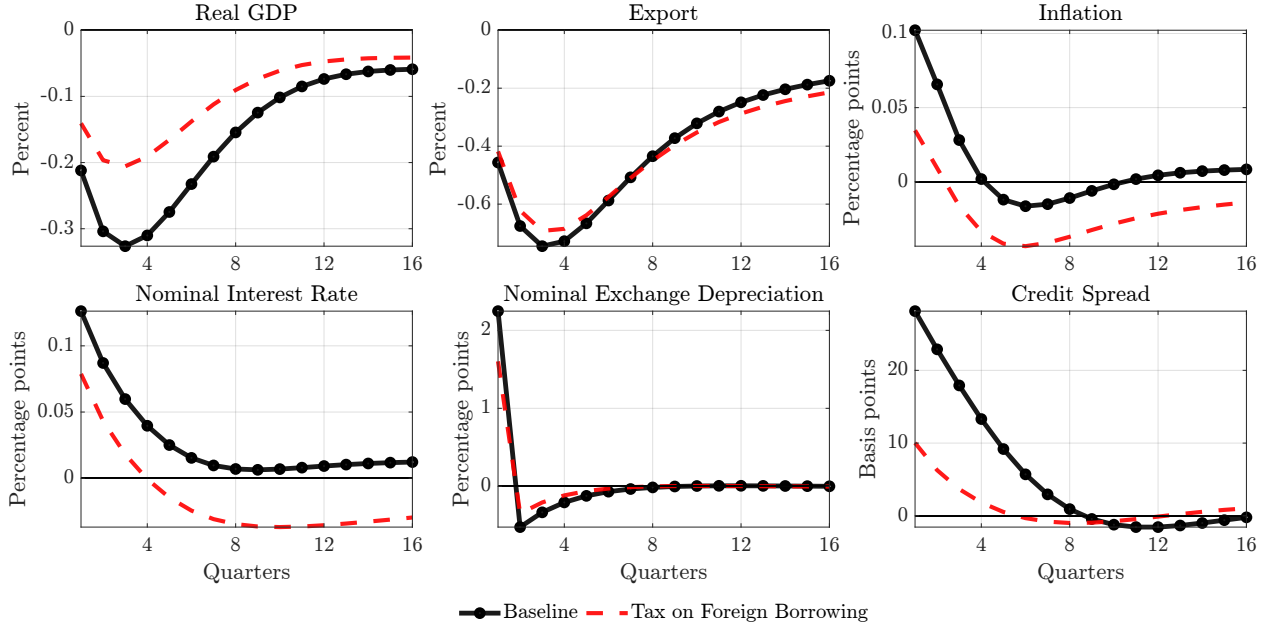 Real GDP
Percent
0
-0.1
-0.2
-0.3
4 8 12 16
Export
Percent
0
-0.2
-0.4
-0.6
4 8 12 16
Inflation
Percentage points
0.1
0.05
0
4 8 12 16
Nominal Interest Rate
Percentage points
0.1
0.05
0
4 8 12 16
Quarters
Nominal Exchange Depreciation
Percentage points
2
1
0
4 8 12 16
Quarters
Credit Spread
Basis points
20
10
0
4 8 12 16
Quarters
Baseline Tax on Foreign Borrowing